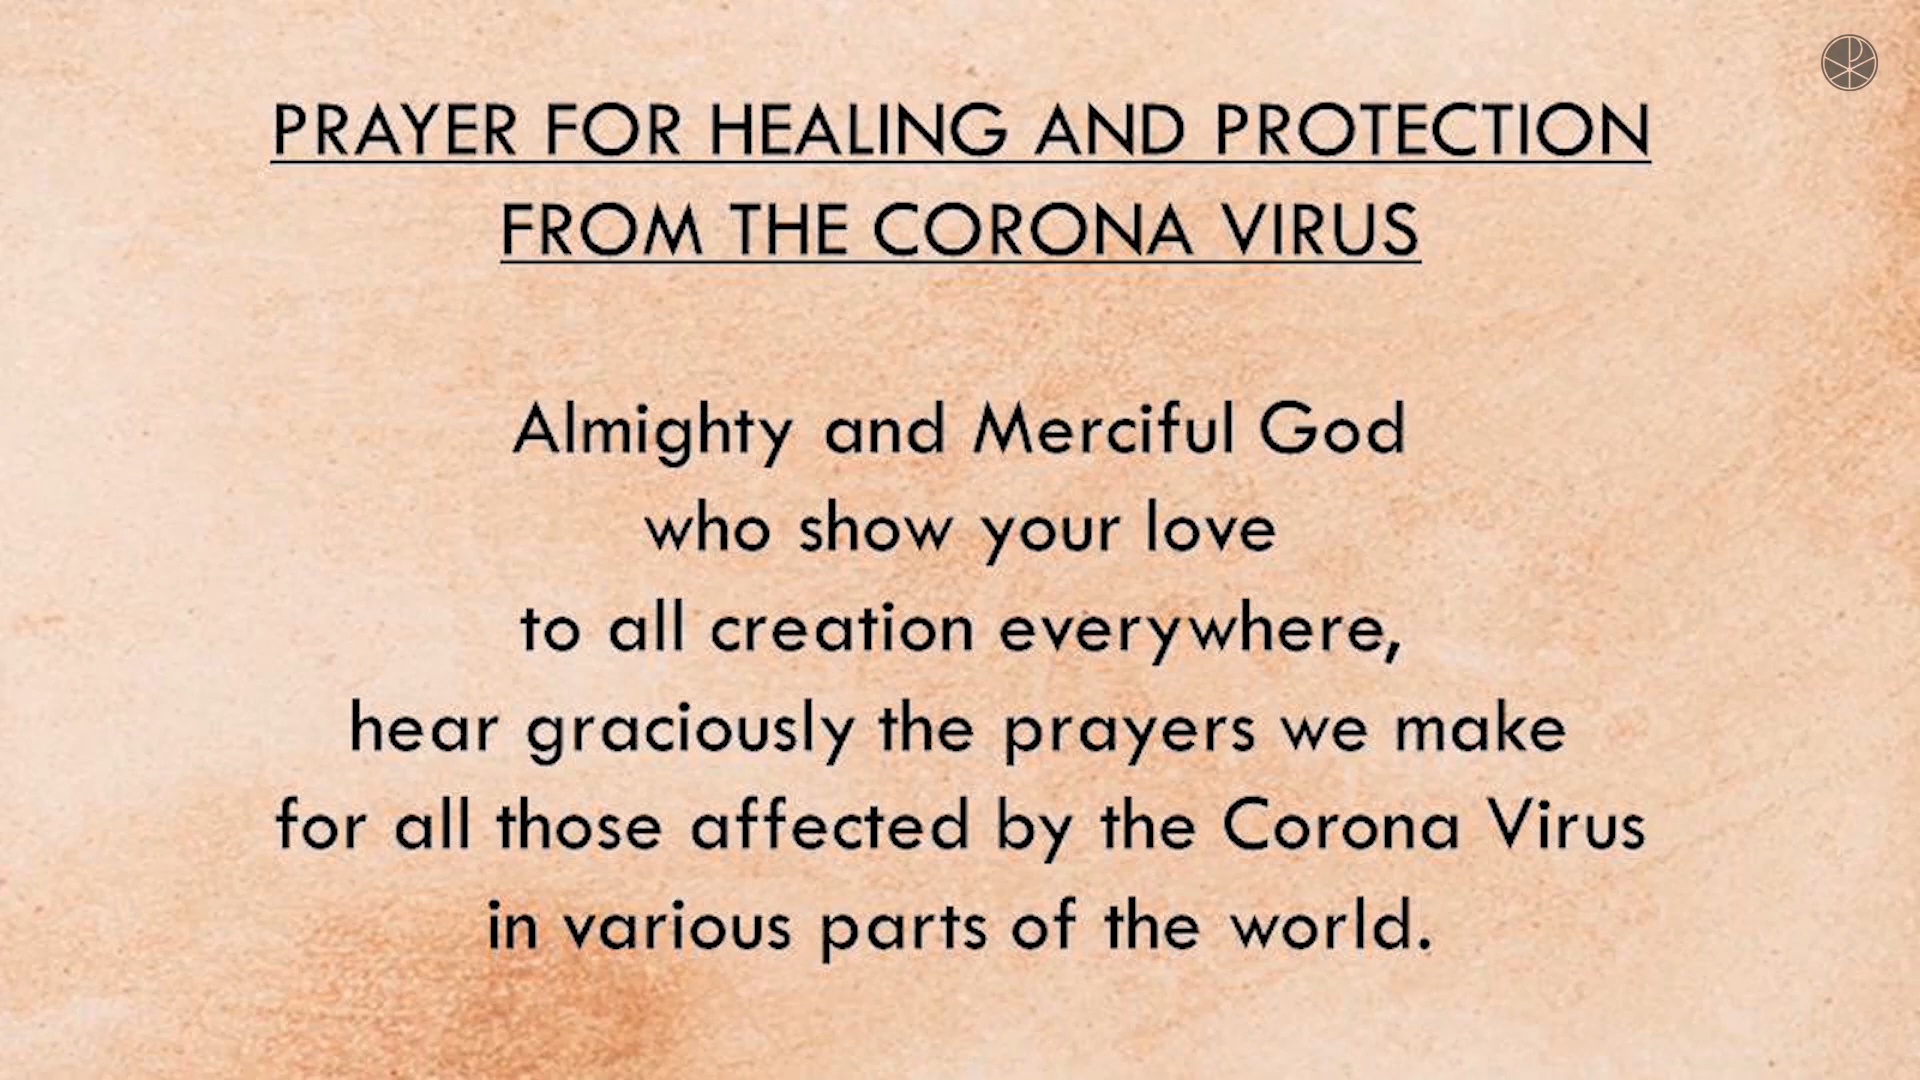 PRAYER FOR HEALING AND PROTECTION
FROM THE CORONA VIRUS
Almighty and Merciful God
who show your love
to all creation everywhere,
hear graciously the prayers we make
for all those affected by the Corona Virus
in various parts of the world.